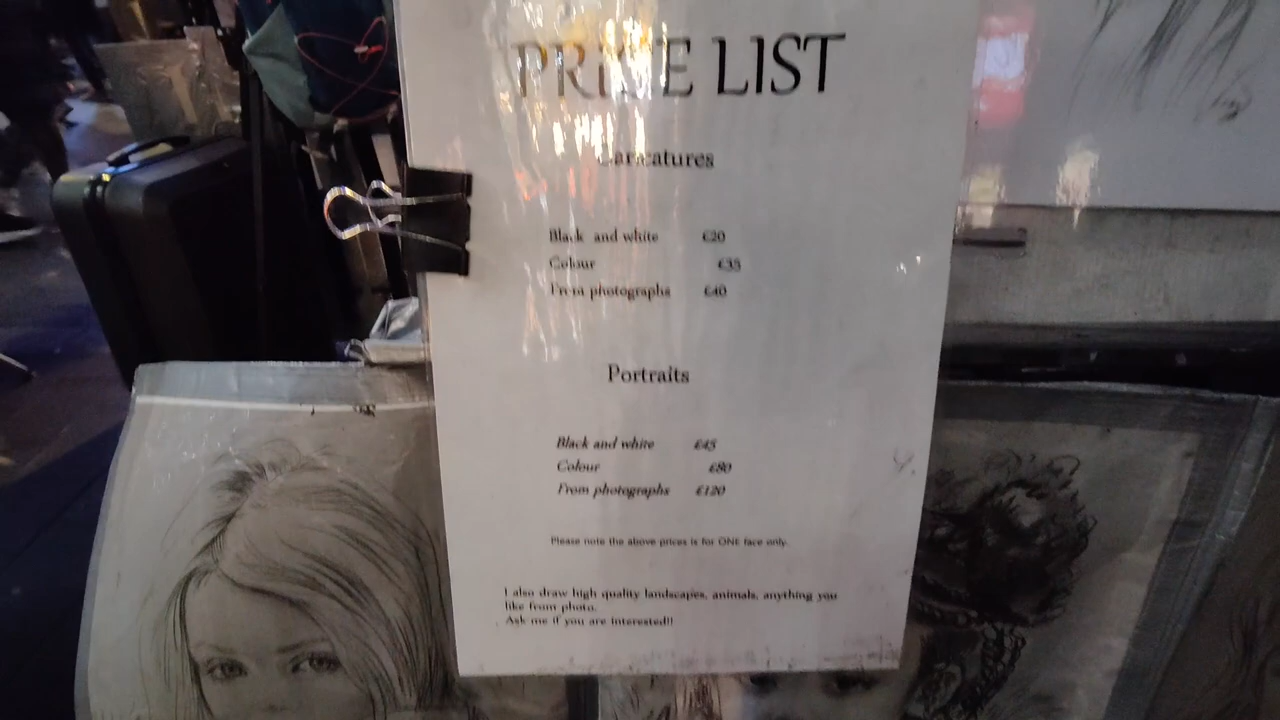 PRICE LIST
Caricatures
Black and white £20
Colour £35
From photographs £40
Portraits
Black and white £45
Colour £80
From photographs £120
Please note the above prices is for ONE face only.
I also draw high quality landscapes, animals, anything you
like from photo.
Ask me if you are interested!!